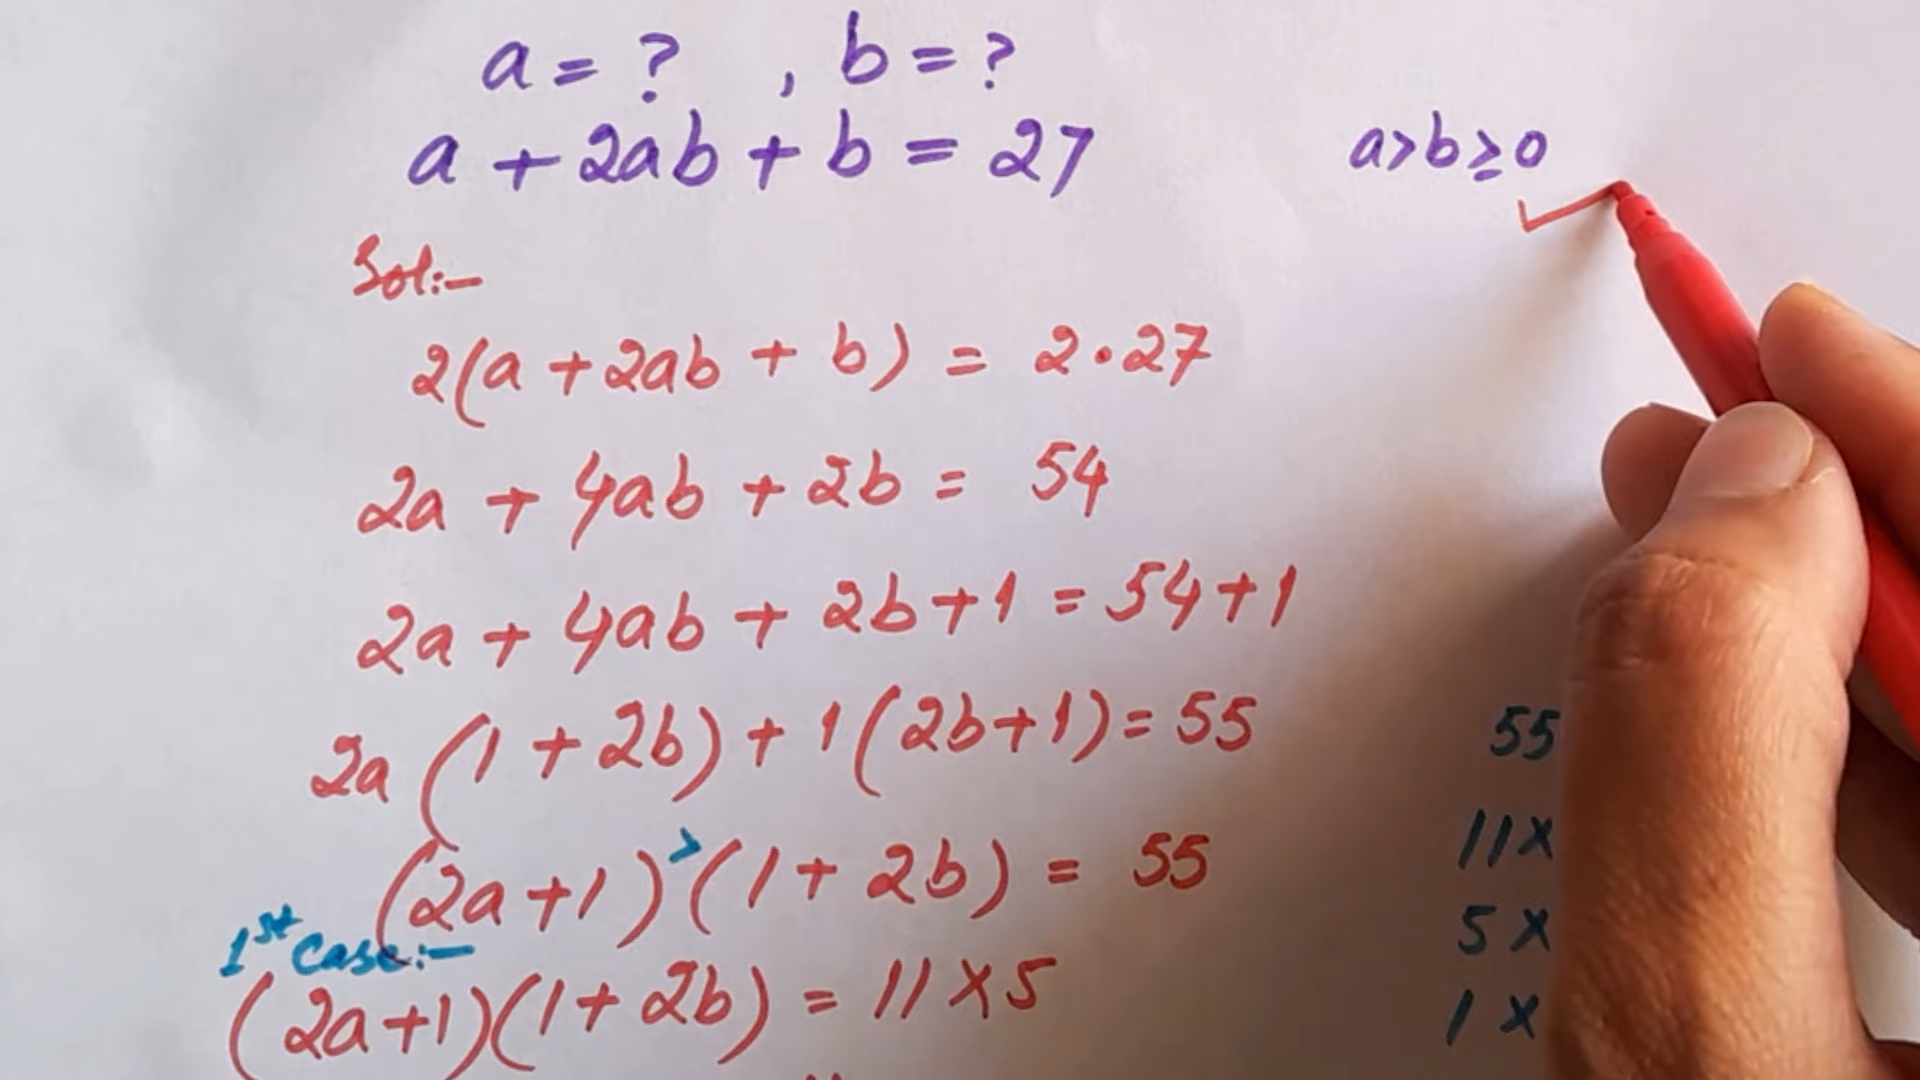 a = ? , b = ?
a + 2ab + b = 27
a > b ≥ 0
Sol:-
2(a + 2ab + b) = 2·27
2a + 4ab + 2b = 54
2a + 4ab + 2b + 1 = 54 + 1
2a (1 + 2b) + 1 (2b + 1) = 55
55
(2a + 1) > (1 + 2b) = 55
11 ×
1st Case:-
5 ×
(2a + 1)(1 + 2b) = 11 × 5
1 ×